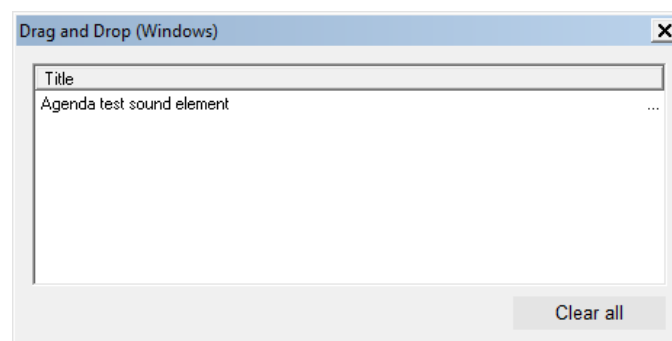 Drag and Drop (Windows)
Title
Agenda test sound element ...
Clear all